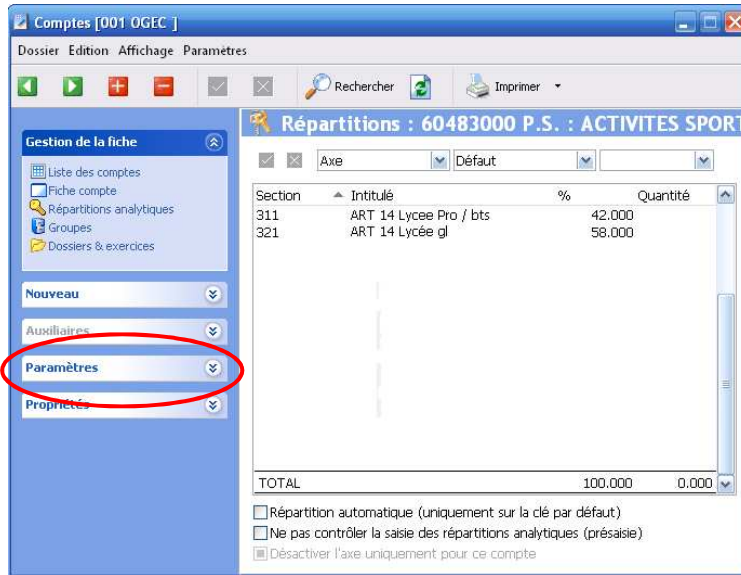 Comptes [001 OGEC ]
Dossier Edition Affichage Paramètres
Rechercher Imprimer
Gestion de la fiche
Liste des comptes
Fiche compte
Répartitions analytiques
Groupes
Dossiers & exercices
Nouveau
Auxiliaires
Paramètres
Propriétés
Répartitions : 60483000 P.S. : ACTIVITES SPORT
Axe Défaut
Section Intitulé % Quantité
311 ART 14 Lycee Pro / bts 42.000
321 ART 14 Lycée gl 58.000
TOTAL 100.000 0.000
Répartition automatique (uniquement sur la clé par défaut)
Ne pas contrôler la saisie des répartitions analytiques (présaisie)
Désactiver l'axe uniquement pour ce compte